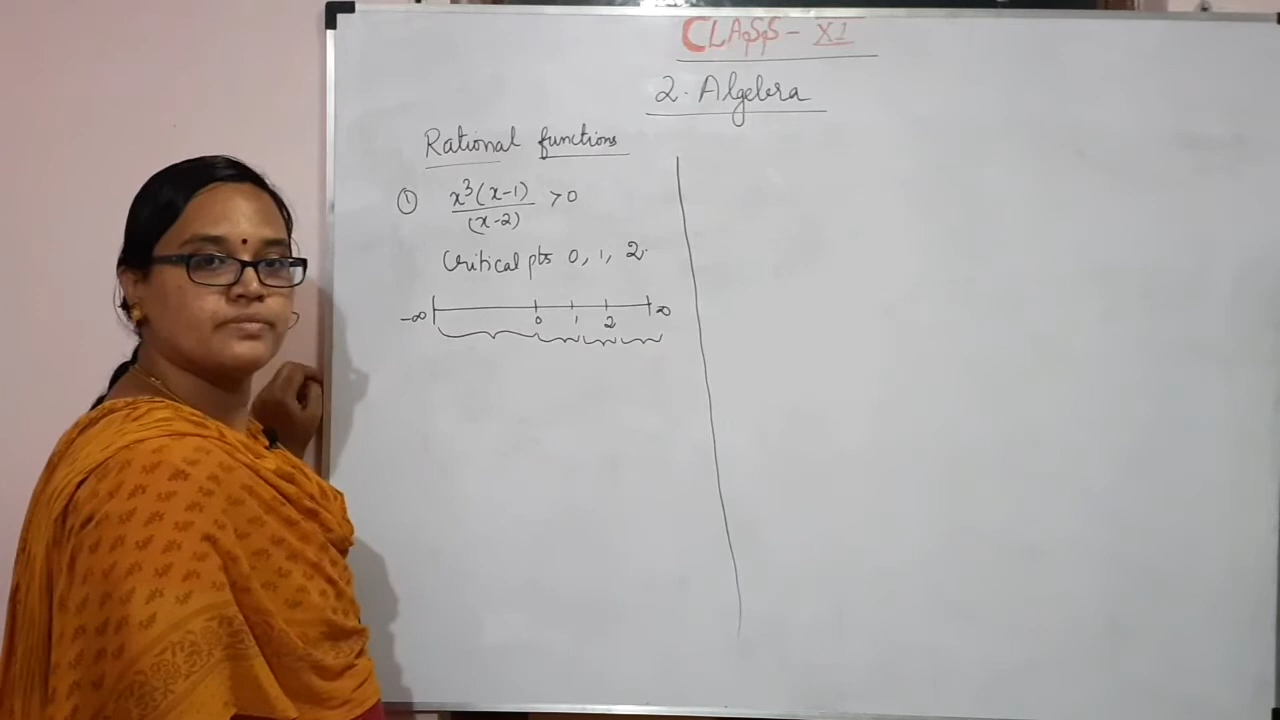 CLASS - XI
2. Algebra
Rational functions
① x³(x-1)/(x-2) > 0
Critical pts 0, 1, 2.
-∞ 0 1 2 ∞